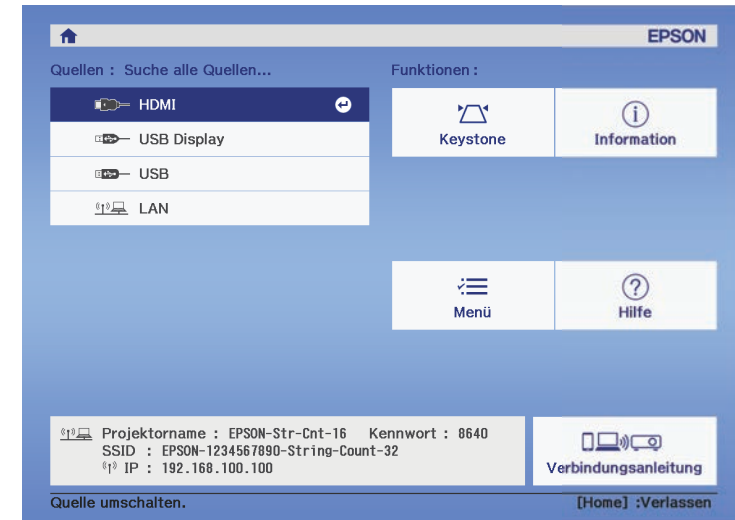 EPSON
Quellen : Suche alle Quellen...
Funktionen :
HDMI
USB Display
USB
LAN
Keystone
Information
Menü
Hilfe
Projektorname : EPSON-Str-Cnt-16 Kennwort : 8640
SSID : EPSON-1234567890-String-Count-32
IP : 192.168.100.100
Verbindungsanleitung
Quelle umschalten.
[Home] :Verlassen